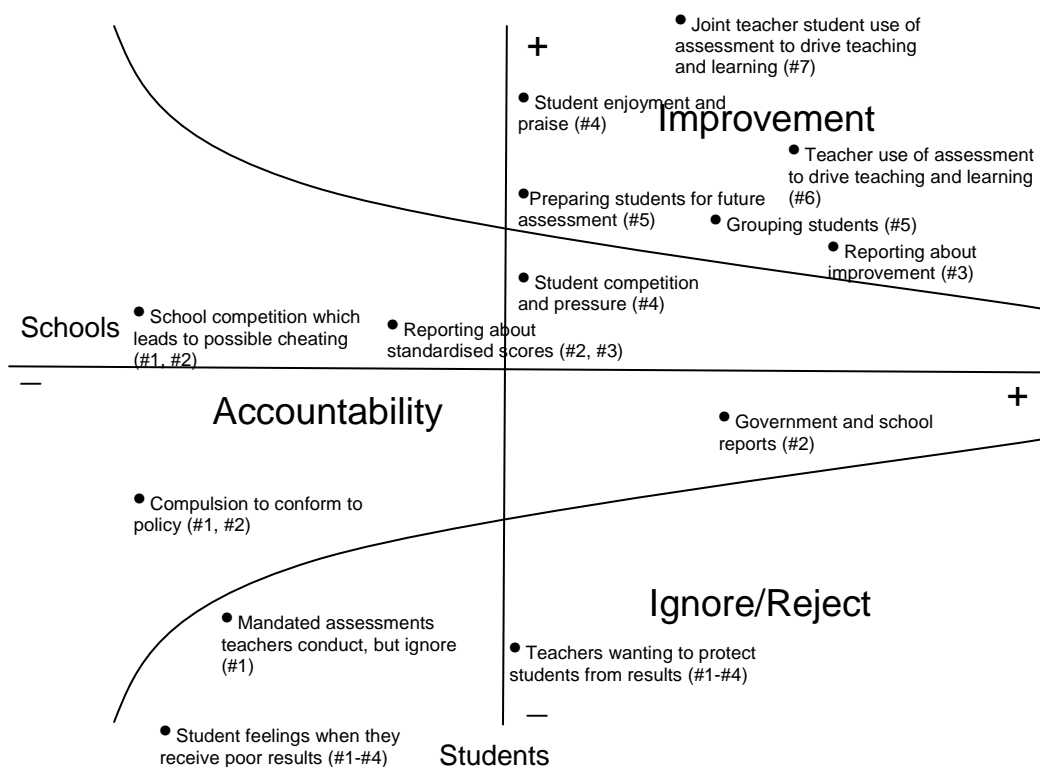 +
● Joint teacher student use of
assessment to drive teaching
and learning (#7)
● Student enjoyment and
praise (#4)
Improvement
● Teacher use of assessment
to drive teaching and learning
(#6)
●Preparing students for future
assessment (#5)
● Grouping students (#5)
● Reporting about
improvement (#3)
● Student competition
and pressure (#4)
Schools
● School competition which
leads to possible cheating
(#1, #2)
● Reporting about
standardised scores (#2, #3)
–
+
Accountability
● Government and school
reports (#2)
● Compulsion to conform to
policy (#1, #2)
Ignore/Reject
● Mandated assessments
teachers conduct, but ignore
(#1)
● Teachers wanting to protect
students from results (#1-#4)
–
● Student feelings when they
receive poor results (#1-#4)
Students